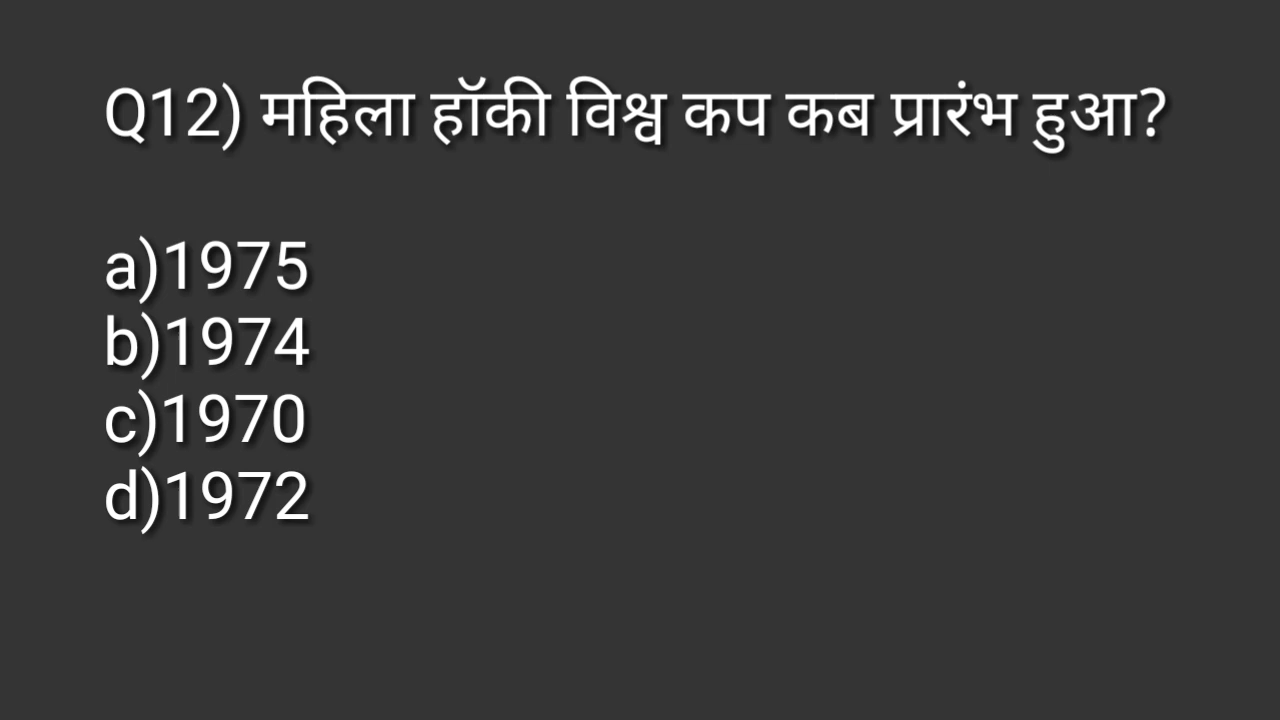 Q12) महिला हॉकी विश्व कप कब प्रारंभ हुआ?
a)1975
b)1974
c)1970
d)1972